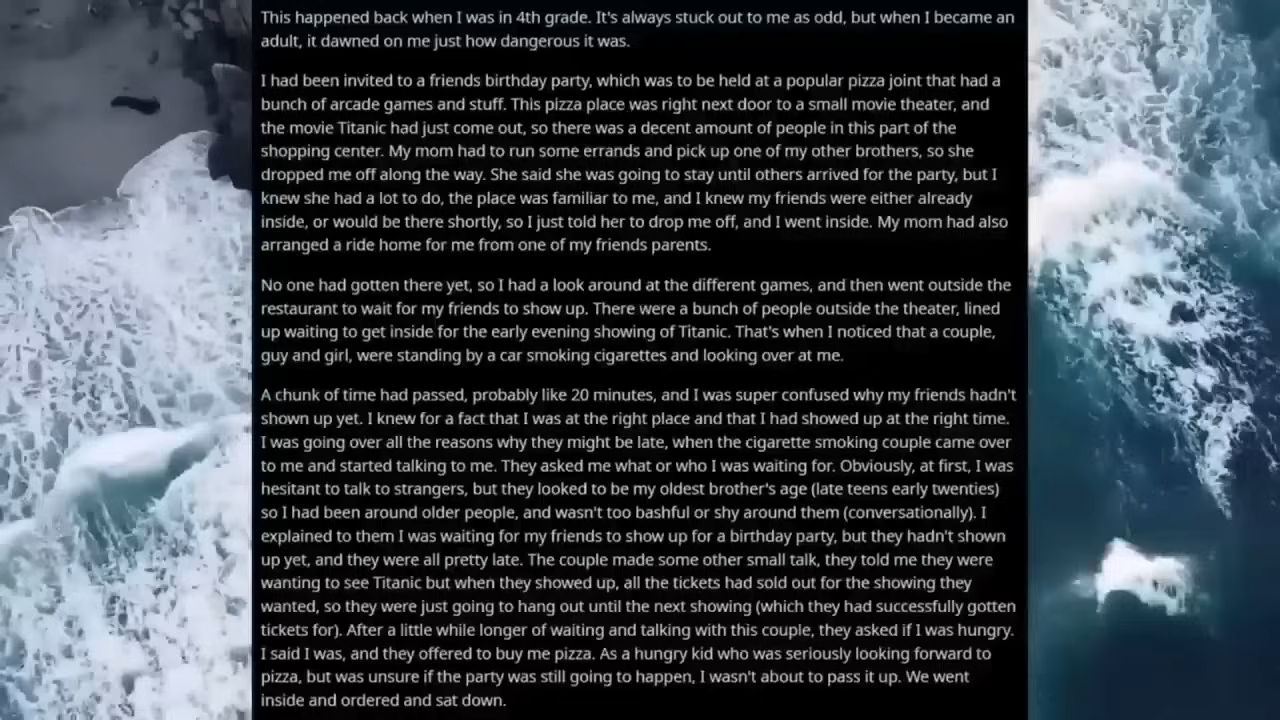 This happened back when I was in 4th grade. It's always stuck out to me as odd, but when I became an
adult, it dawned on me just how dangerous it was.
I had been invited to a friends birthday party, which was to be held at a popular pizza joint that had a
bunch of arcade games and stuff. This pizza place was right next door to a small movie theater, and
the movie Titanic had just come out, so there was a decent amount of people in this part of the
shopping center. My mom had to run some errands and pick up one of my other brothers, so she
dropped me off along the way. She said she was going to stay until others arrived for the party, but I
knew she had a lot to do, the place was familiar to me, and I knew my friends were either already
inside, or would be there shortly, so I just told her to drop me off, and I went inside. My mom had also
arranged a ride home for me from one of my friends parents.
No one had gotten there yet, so I had a look around at the different games, and then went outside the
restaurant to wait for my friends to show up. There were a bunch of people outside the theater, lined
up waiting to get inside for the early evening showing of Titanic. That's when I noticed that a couple,
guy and girl, were standing by a car smoking cigarettes and looking over at me.
A chunk of time had passed, probably like 20 minutes, and I was super confused why my friends hadn't
shown up yet. I knew for a fact that I was at the right place and that I had showed up at the right time.
I was going over all the reasons why they might be late, when the cigarette smoking couple came over
to me and started talking to me. They asked me what or who I was waiting for. Obviously, at first, I was
hesitant to talk to strangers, but they looked to be my oldest brother's age (late teens early twenties)
so I had been around older people, and wasn't too bashful or shy around them (conversationally). I
explained to them I was waiting for my friends to show up for a birthday party, but they hadn't shown
up yet, and they were all pretty late. The couple made some other small talk, they told me they were
wanting to see Titanic but when they showed up, all the tickets had sold out for the showing they
wanted, so they were just going to hang out until the next showing (which they had successfully gotten
tickets for). After a little while longer of waiting and talking with this couple, they asked if I was hungry.
I said I was, and they offered to buy me pizza. As a hungry kid who was seriously looking forward to
pizza, but was unsure if the party was still going to happen, I wasn't about to pass it up. We went
inside and ordered and sat down.